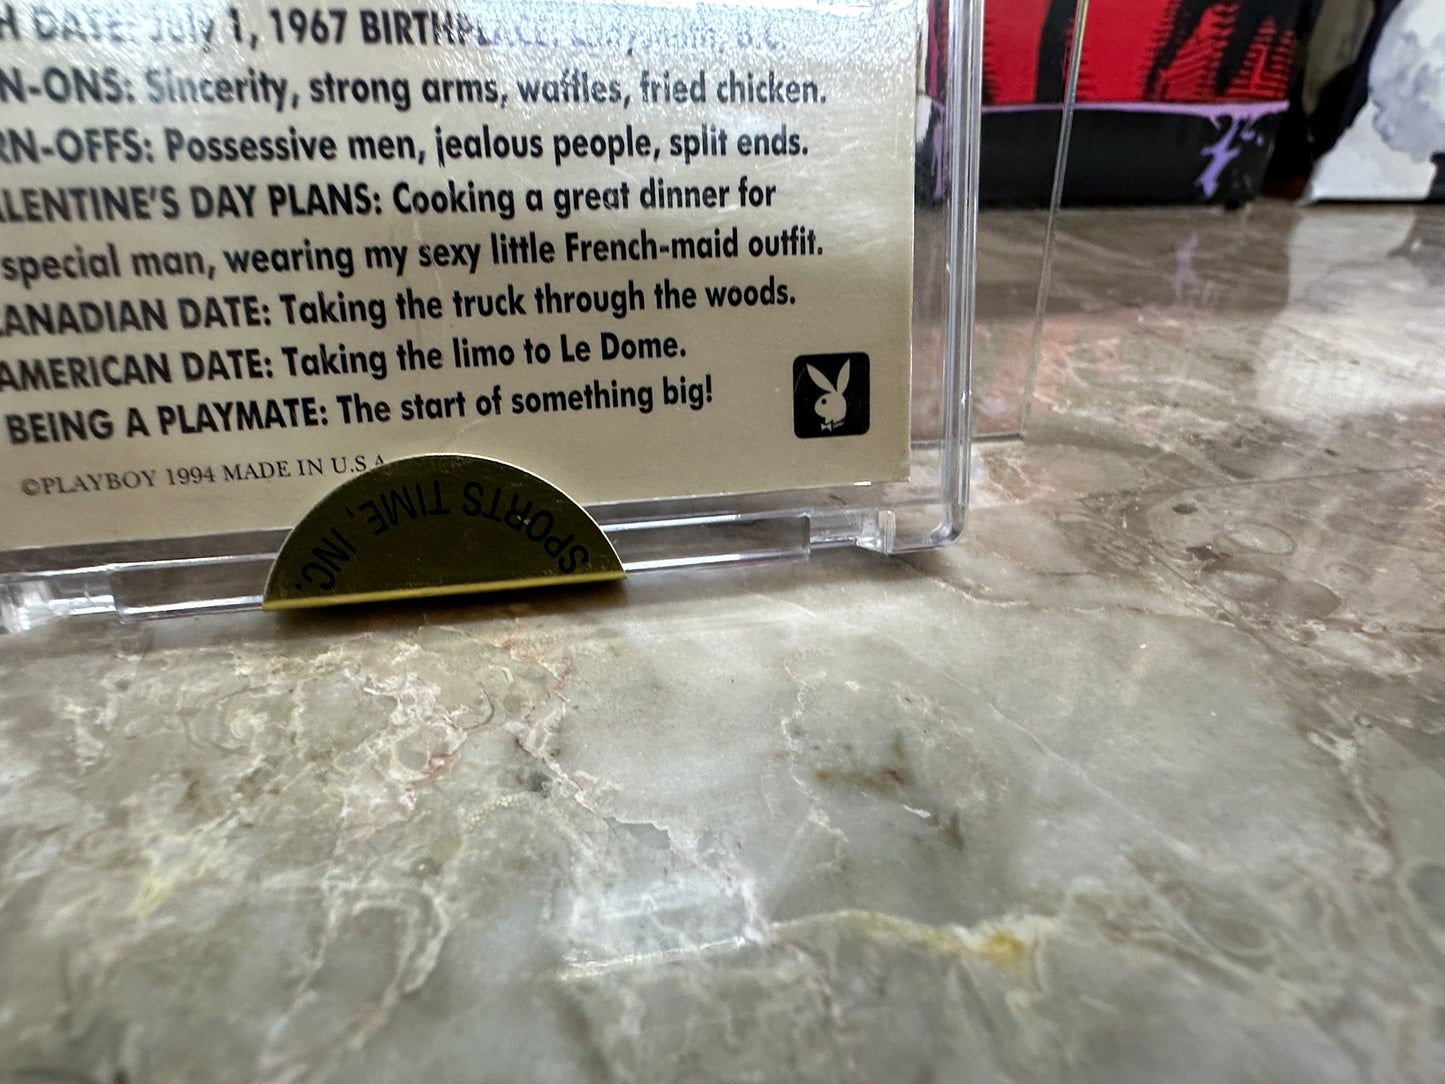 H DATE: July 1, 1967 BIRTHPLACE: Ladysmith, B.C.
N-ONS: Sincerity, strong arms, waffles, fried chicken.
RN-OFFS: Possessive men, jealous people, split ends.
LENTINE'S DAY PLANS: Cooking a great dinner for
special man, wearing my sexy little French-maid outfit.
CANADIAN DATE: Taking the truck through the woods.
AMERICAN DATE: Taking the limo to Le Dome.
BEING A PLAYMATE: The start of something big!
©PLAYBOY 1994 MADE IN U.S.A
SPORTS TIME, INC.